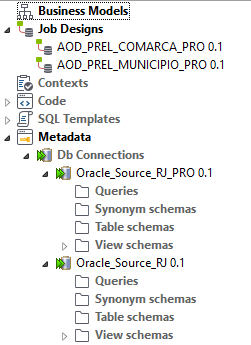 Business Models
Job Designs
AOD_PREL_COMARCA_PRO 0.1
AOD_PREL_MUNICIPIO_PRO 0.1
Contexts
Code
SQL Templates
Metadata
Db Connections
Oracle_Source_RJ_PRO 0.1
Queries
Synonym schemas
Table schemas
View schemas
Oracle_Source_RJ 0.1
Queries
Synonym schemas
Table schemas
View schemas